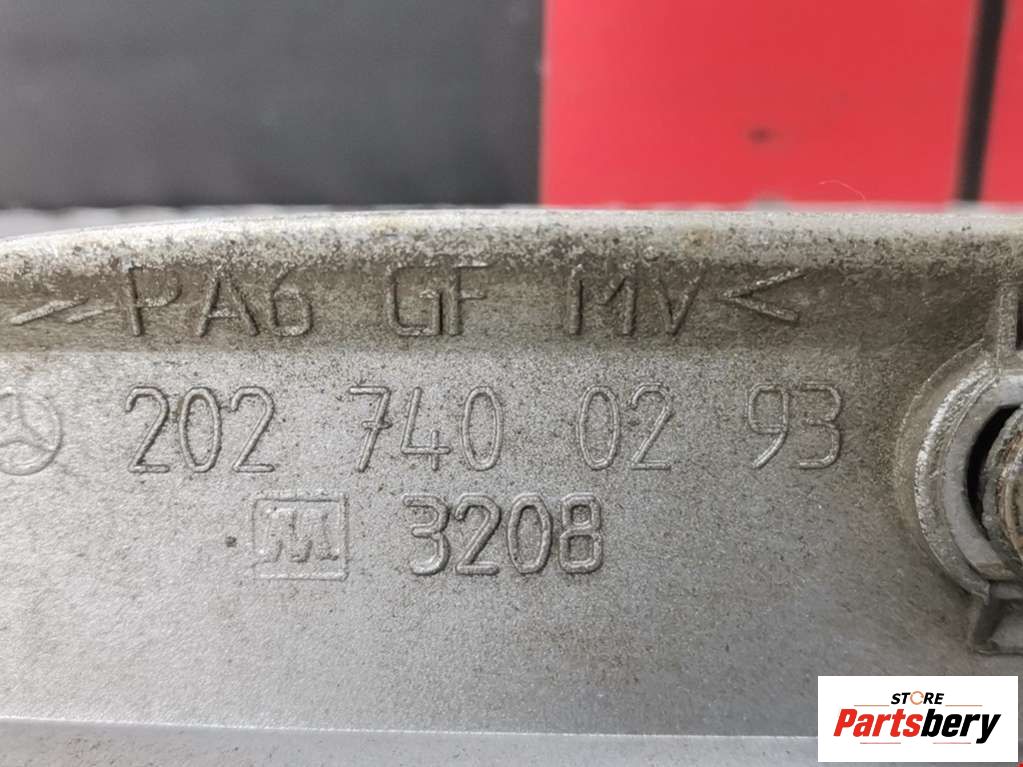 >PA6 GF MV<
202 740 02 93
M 3208
STORE
Partsbery